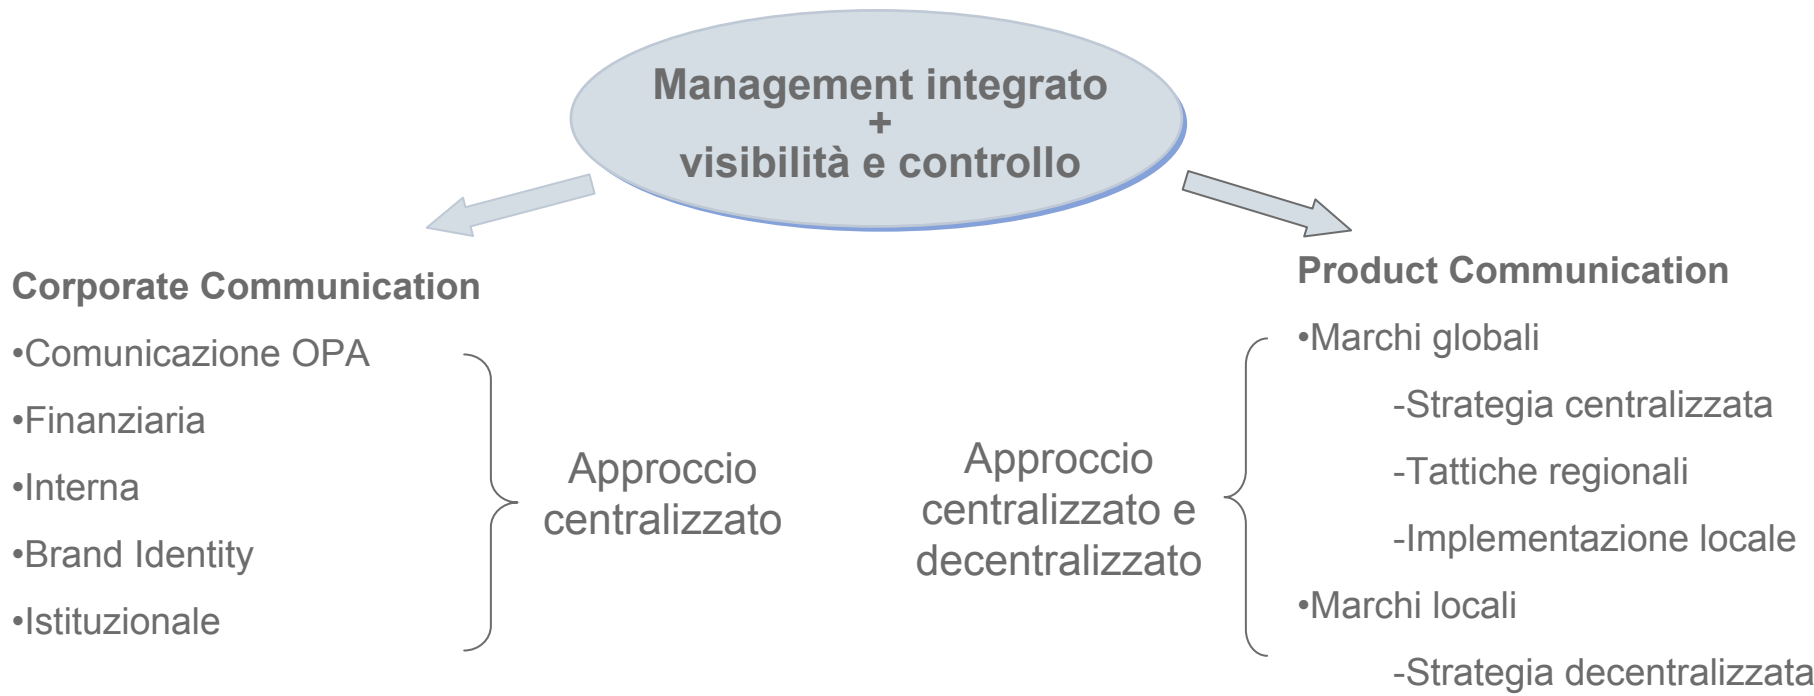 Management integrato
+
visibilità e controllo
Corporate Communication
•Comunicazione OPA
•Finanziaria
•Interna
•Brand Identity
•Istituzionale
Approccio
centralizzato
Approccio
centralizzato e
decentralizzato
Product Communication
•Marchi globali
-Strategia centralizzata
-Tattiche regionali
-Implementazione locale
•Marchi locali
-Strategia decentralizzata